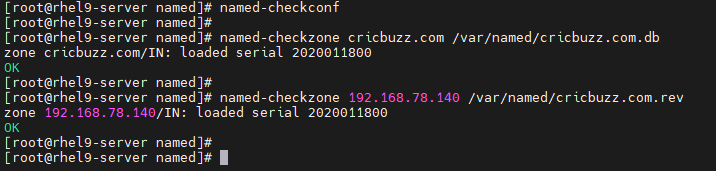 [root@rhel9-server named]# named-checkconf
[root@rhel9-server named]#
[root@rhel9-server named]# named-checkzone cricbuzz.com /var/named/cricbuzz.com.db
zone cricbuzz.com/IN: loaded serial 2020011800
OK
[root@rhel9-server named]#
[root@rhel9-server named]# named-checkzone 192.168.78.140 /var/named/cricbuzz.com.rev
zone 192.168.78.140/IN: loaded serial 2020011800
OK
[root@rhel9-server named]#
[root@rhel9-server named]#